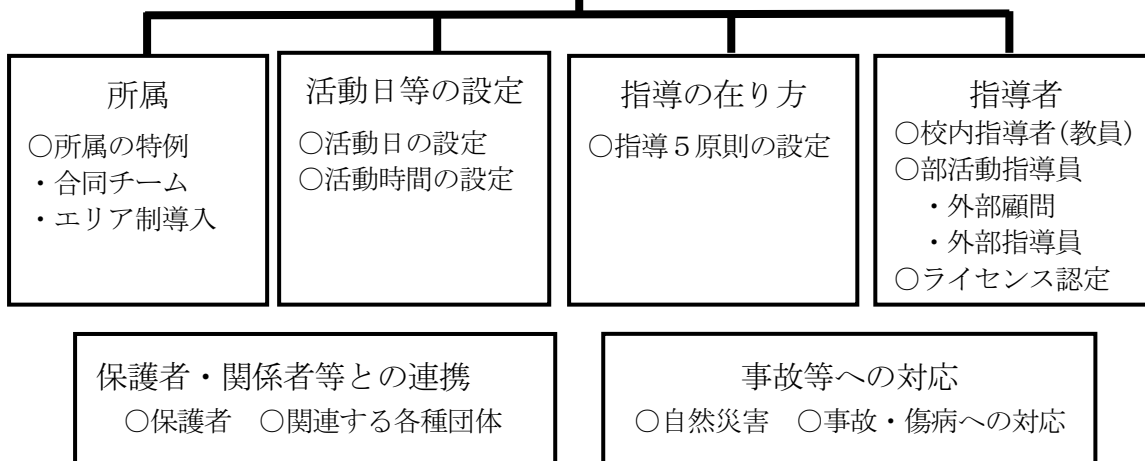 所属
○所属の特例
・合同チーム
・エリア制導入
活動日等の設定
○活動日の設定
○活動時間の設定
指導の在り方
○指導５原則の設定
指導者
○校内指導者(教員)
○部活動指導員
・外部顧問
・外部指導員
○ライセンス認定
保護者・関係者等との連携
○保護者　○関連する各種団体
事故等への対応
○自然災害　○事故・傷病への対応